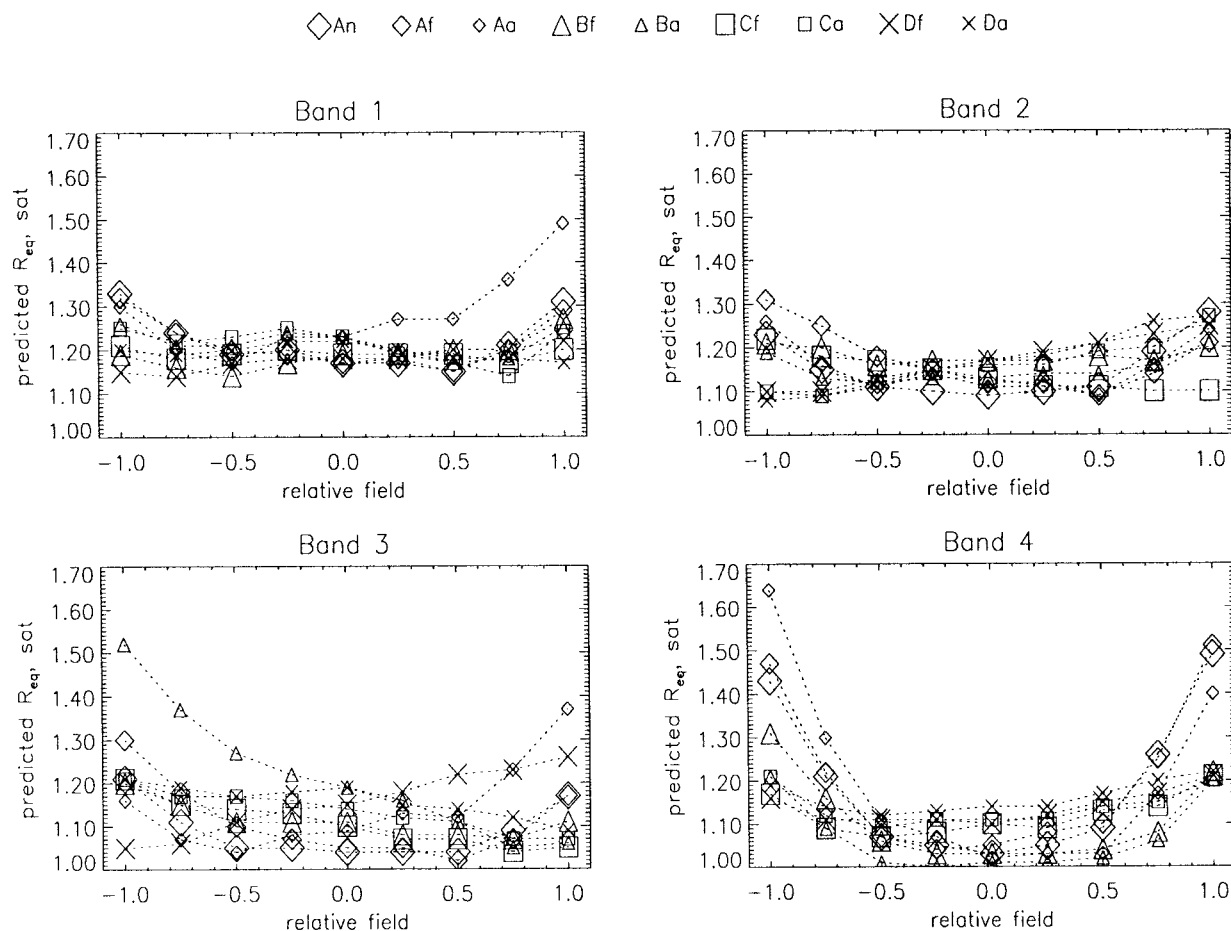 An Af Aa Bf Ba Cf Ca Df Da
Band 1
1.70
1.60
1.50
1.40
1.30
1.20
1.10
1.00
predicted Req, sat
-1.0 -0.5 0.0 0.5 1.0
relative field
Band 2
1.70
1.60
1.50
1.40
1.30
1.20
1.10
1.00
predicted Req, sat
-1.0 -0.5 0.0 0.5 1.0
relative field
Band 3
1.70
1.60
1.50
1.40
1.30
1.20
1.10
1.00
predicted Req, sat
-1.0 -0.5 0.0 0.5 1.0
relative field
Band 4
1.70
1.60
1.50
1.40
1.30
1.20
1.10
1.00
predicted Req, sat
-1.0 -0.5 0.0 0.5 1.0
relative field